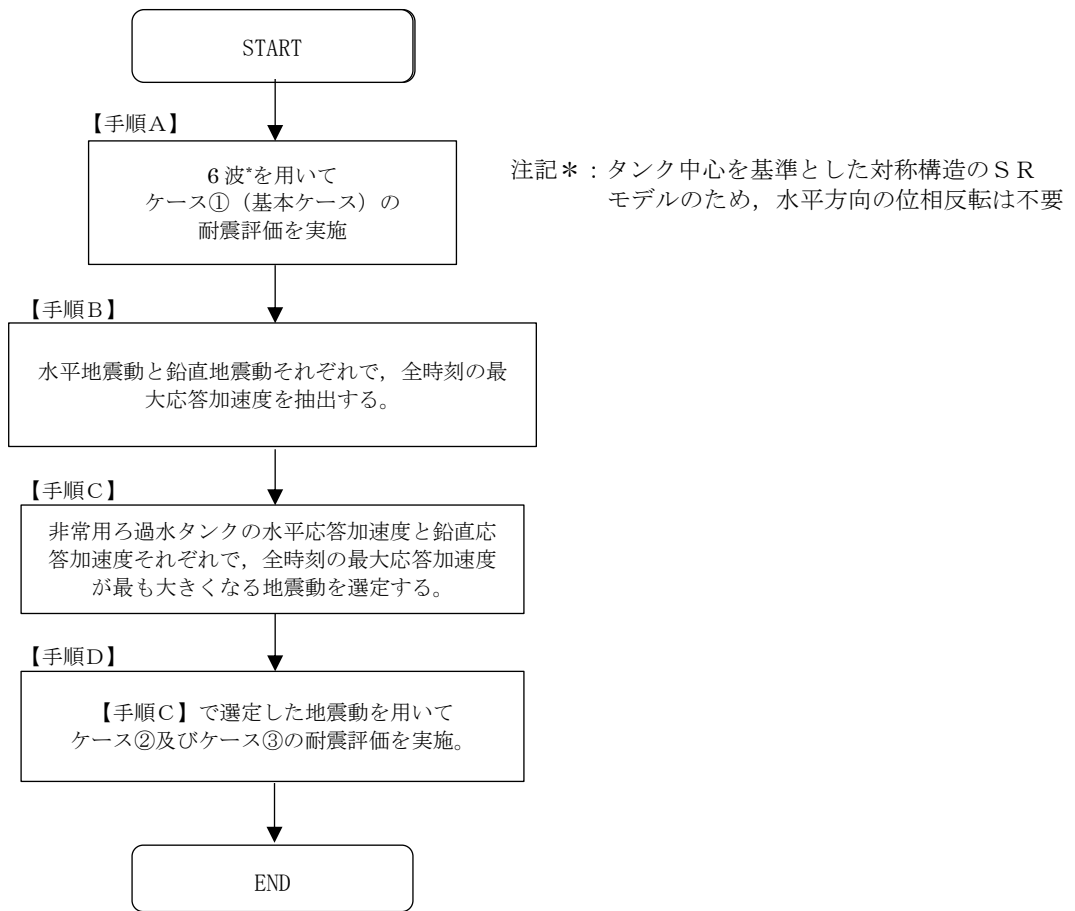 START
【手順A】
6波*を用いて
ケース①（基本ケース）の
耐震評価を実施
注記＊：タンク中心を基準とした対称構造のＳＲ
モデルのため，水平方向の位相反転は不要
【手順B】
水平地震動と鉛直地震動それぞれで，全時刻の最
大応答加速度を抽出する。
【手順C】
非常用ろ過水タンクの水平応答加速度と鉛直応
答加速度それぞれで，全時刻の最大応答加速度
が最も大きくなる地震動を選定する。
【手順D】
【手順C】で選定した地震動を用いて
ケース②及びケース③の耐震評価を実施。
END